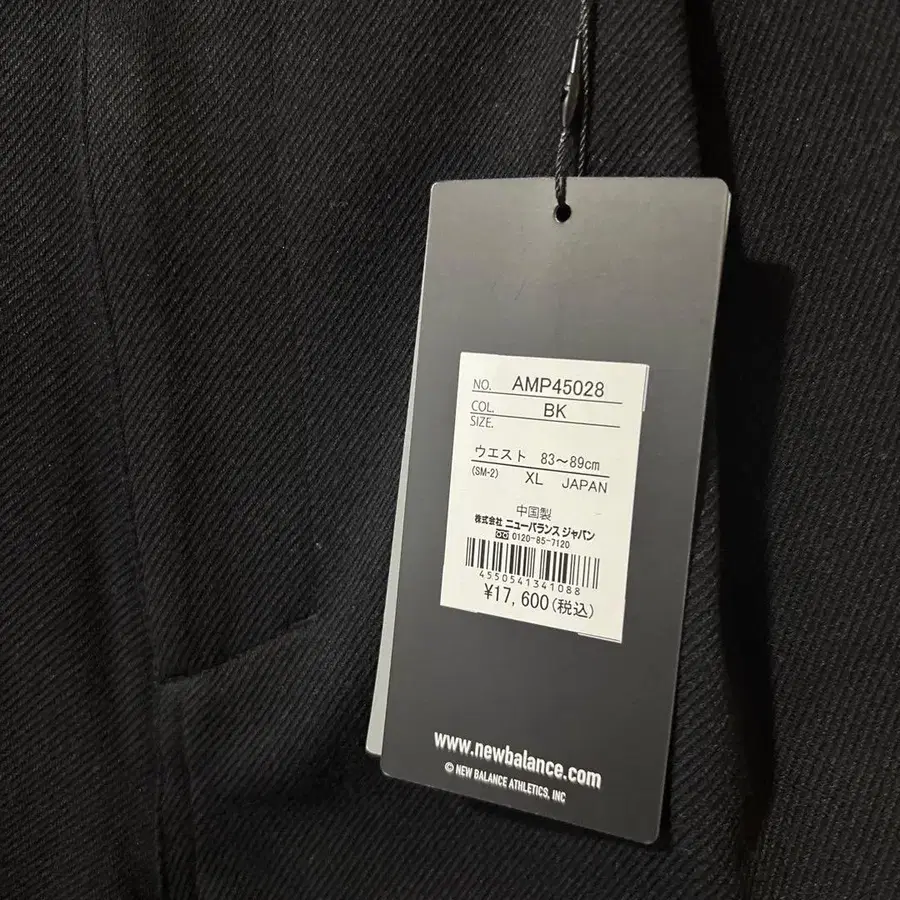 NO. AMP45028
COL. BK
SIZE.
ウエスト 83～89cm
(SM-2) XL JAPAN
中国製
株式会社 ニューバランス ジャパン
0120-85-7120
4550541341088
¥17,600(税込)
www.newbalance.com
© NEW BALANCE ATHLETICS, INC